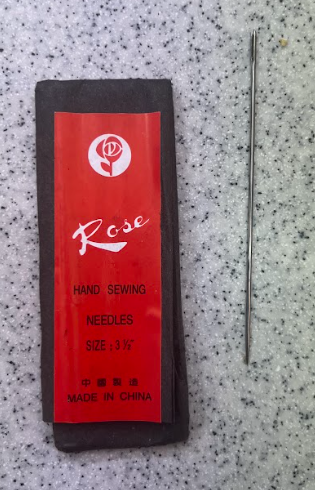 Rose
HAND SEWING
NEEDLES
SIZE : 3 ½"
中國製造
MADE IN CHINA